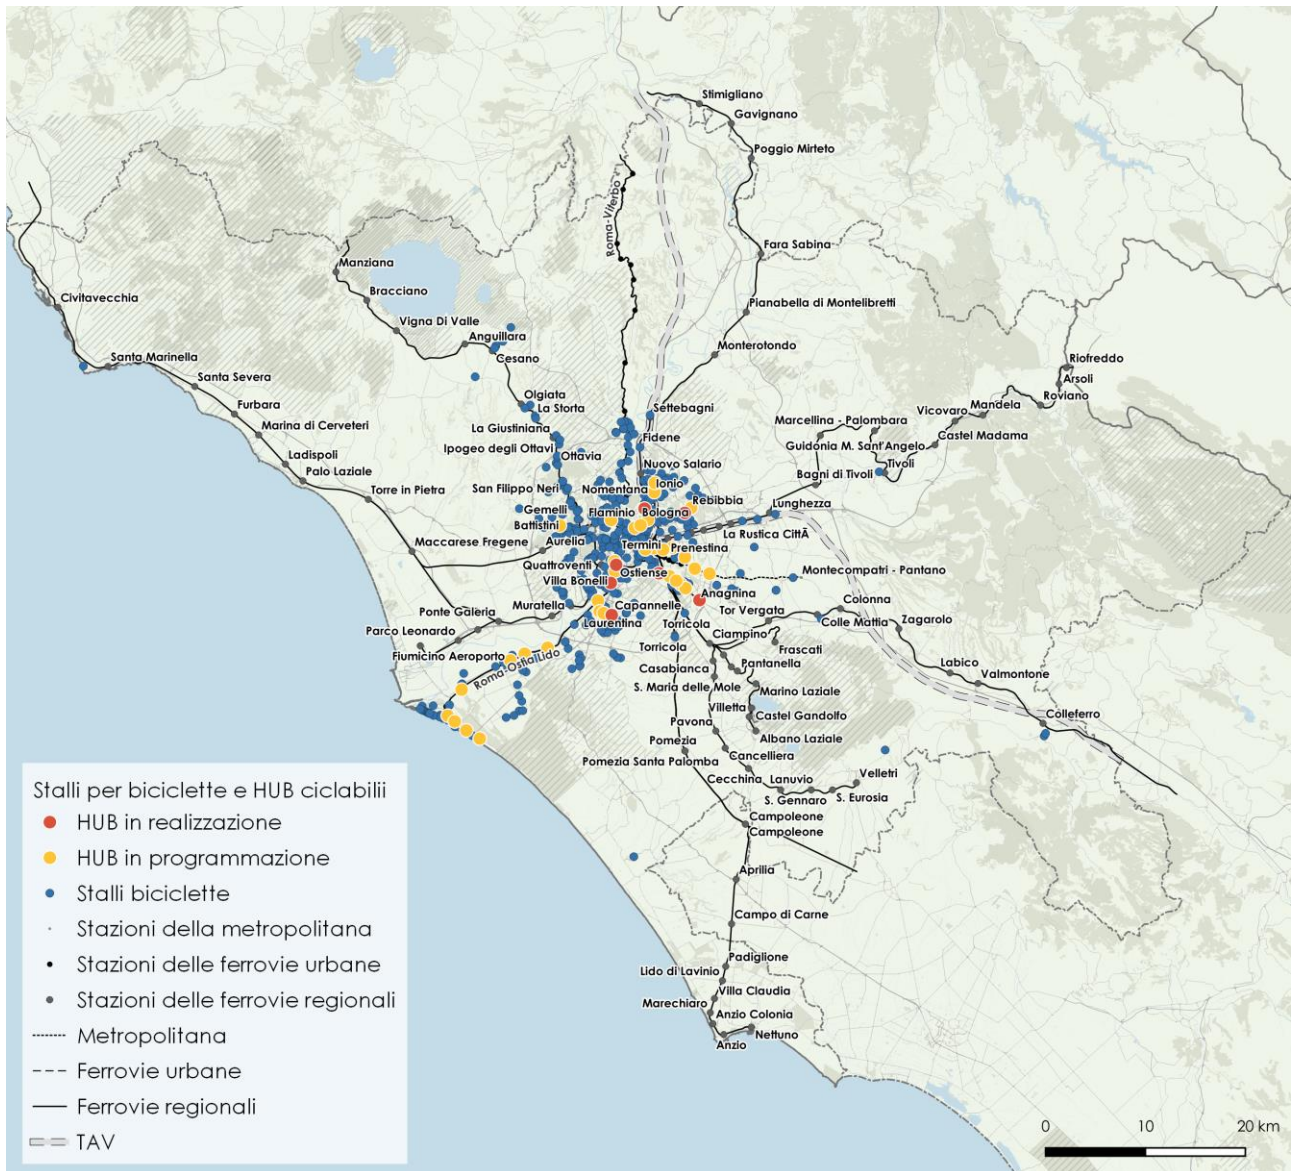 Stimigliano
Gavignano
Poggio Mirteto
Roma-Viterbo
Fara Sabina
Manziana
Bracciano
Pianabella di Montelibretti
Civitavecchia
Vigna Di Valle
Anguillara
Cesano
Monterotondo
Santa Marinella
Riofreddo
Santa Severa
Arsoli
Olgiata
Roviano
Furbara
La Storta
Settebagni
Mandela
Vicovaro
Marcellina - Palombara
Marina di Cerveteri
La Giustiniana
Fidene
Castel Madama
Ipogeo degli Ottavi
Guidonia M. Sant'Angelo
Ladispoli
Ottavia
Nuovo Salario
Tivoli
Palo Laziale
Bagni di Tivoli
San Filippo Neri
Nomentana
Ionio
Torre in Pietra
Rebibbia
Lunghezza
Gemelli
Flaminio
Bologna
Battistini
La Rustica CittÃ
Aurelia
Termini
Prenestina
Maccarese Fregene
Quattroventi
Ostiense
Montecompatri - Pantano
Villa Bonelli
Anagnina
Colonna
Muratella
Capannelle
Tor Vergata
Ponte Galeria
Laurentina
Torricola
Colle Mattia
Zagarolo
Parco Leonardo
Ciampino
Torricola
Frascati
Fiumicino Aeroporto
Roma-Ostia Lido
Casabianca
Pantanella
Labico
Valmontone
S. Maria delle Mole
Marino Laziale
Villetta
Castel Gandolfo
Colleferro
Pavona
Albano Laziale
Pomezia
Cancelliera
Pomezia Santa Palomba
Cecchina
Lanuvio
Velletri
S. Gennaro
S. Eurosia
Campoleone
Campoleone
Aprilia
Campo di Carne
Padiglione
Lido di Lavinio
Villa Claudia
Marechiaro
Anzio Colonia
Nettuno
Anzio
Stalli per biciclette e HUB ciclabilii
HUB in realizzazione
HUB in programmazione
Stalli biciclette
Stazioni della metropolitana
Stazioni delle ferrovie urbane
Stazioni delle ferrovie regionali
Metropolitana
Ferrovie urbane
Ferrovie regionali
TAV
0 10 20 km